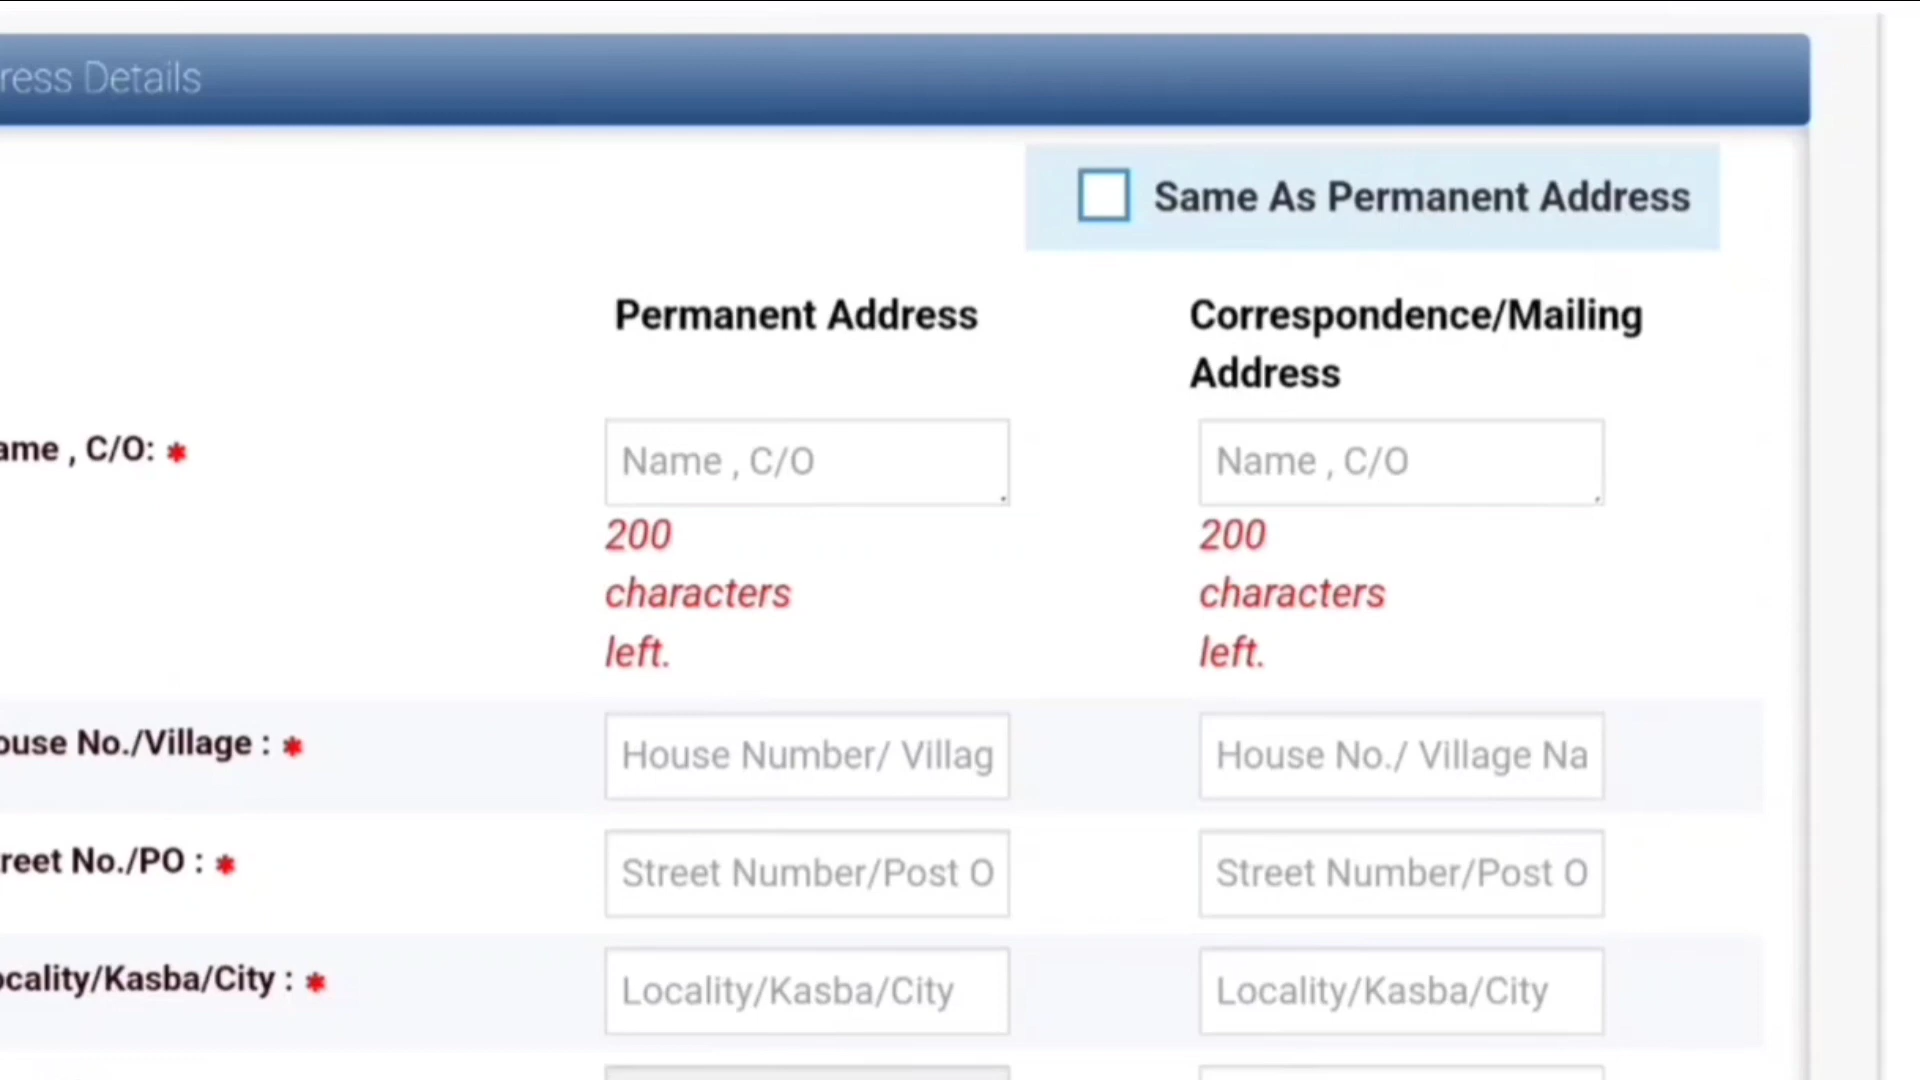 ress Details
Same As Permanent Address
Permanent Address
Correspondence/Mailing
Address
ame , C/O: *
Name , C/O
Name , C/O
200
characters
left.
200
characters
left.
ouse No./Village : *
House Number/ Villag
House No./ Village Na
reet No./PO : *
Street Number/Post O
Street Number/Post O
ocality/Kasba/City : *
Locality/Kasba/City
Locality/Kasba/City